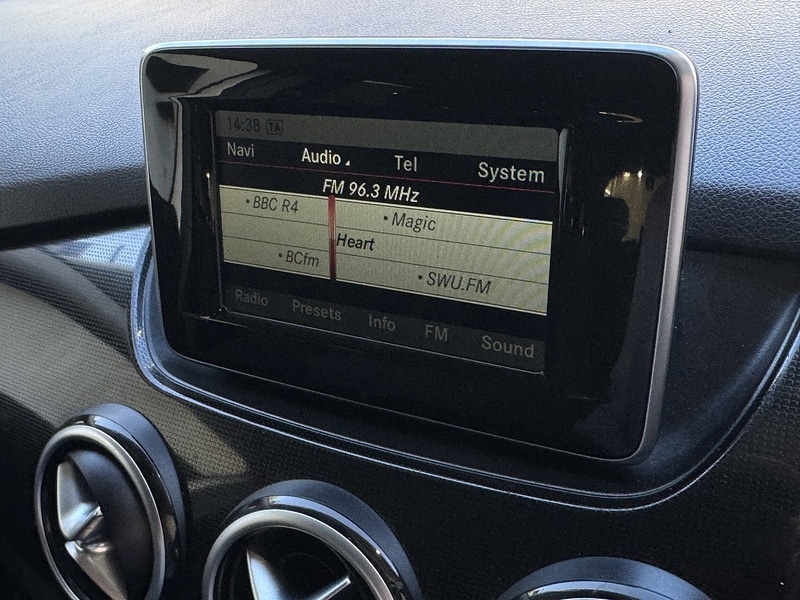 14:38 TA
Navi Audio Tel System
FM 96.3 MHz
• BBC R4 • Magic
Heart
• BCfm • SWU.FM
Radio Presets Info FM Sound